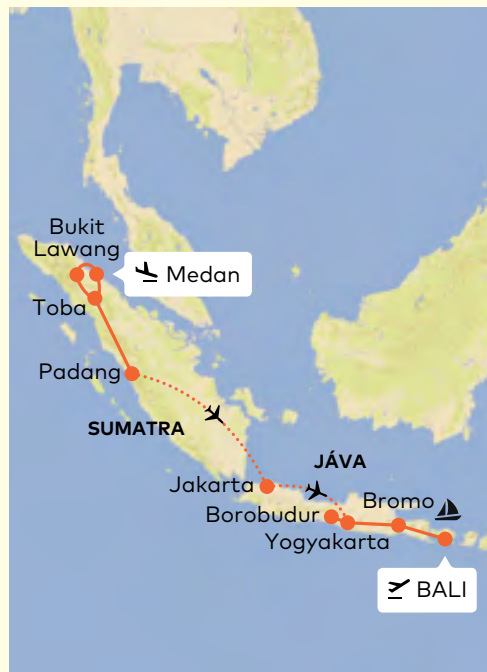 Bukit
Lawang
Medan
Toba
Padang
SUMATRA
JÁVA
Jakarta
Bromo
Borobudur
Yogyakarta
BALI